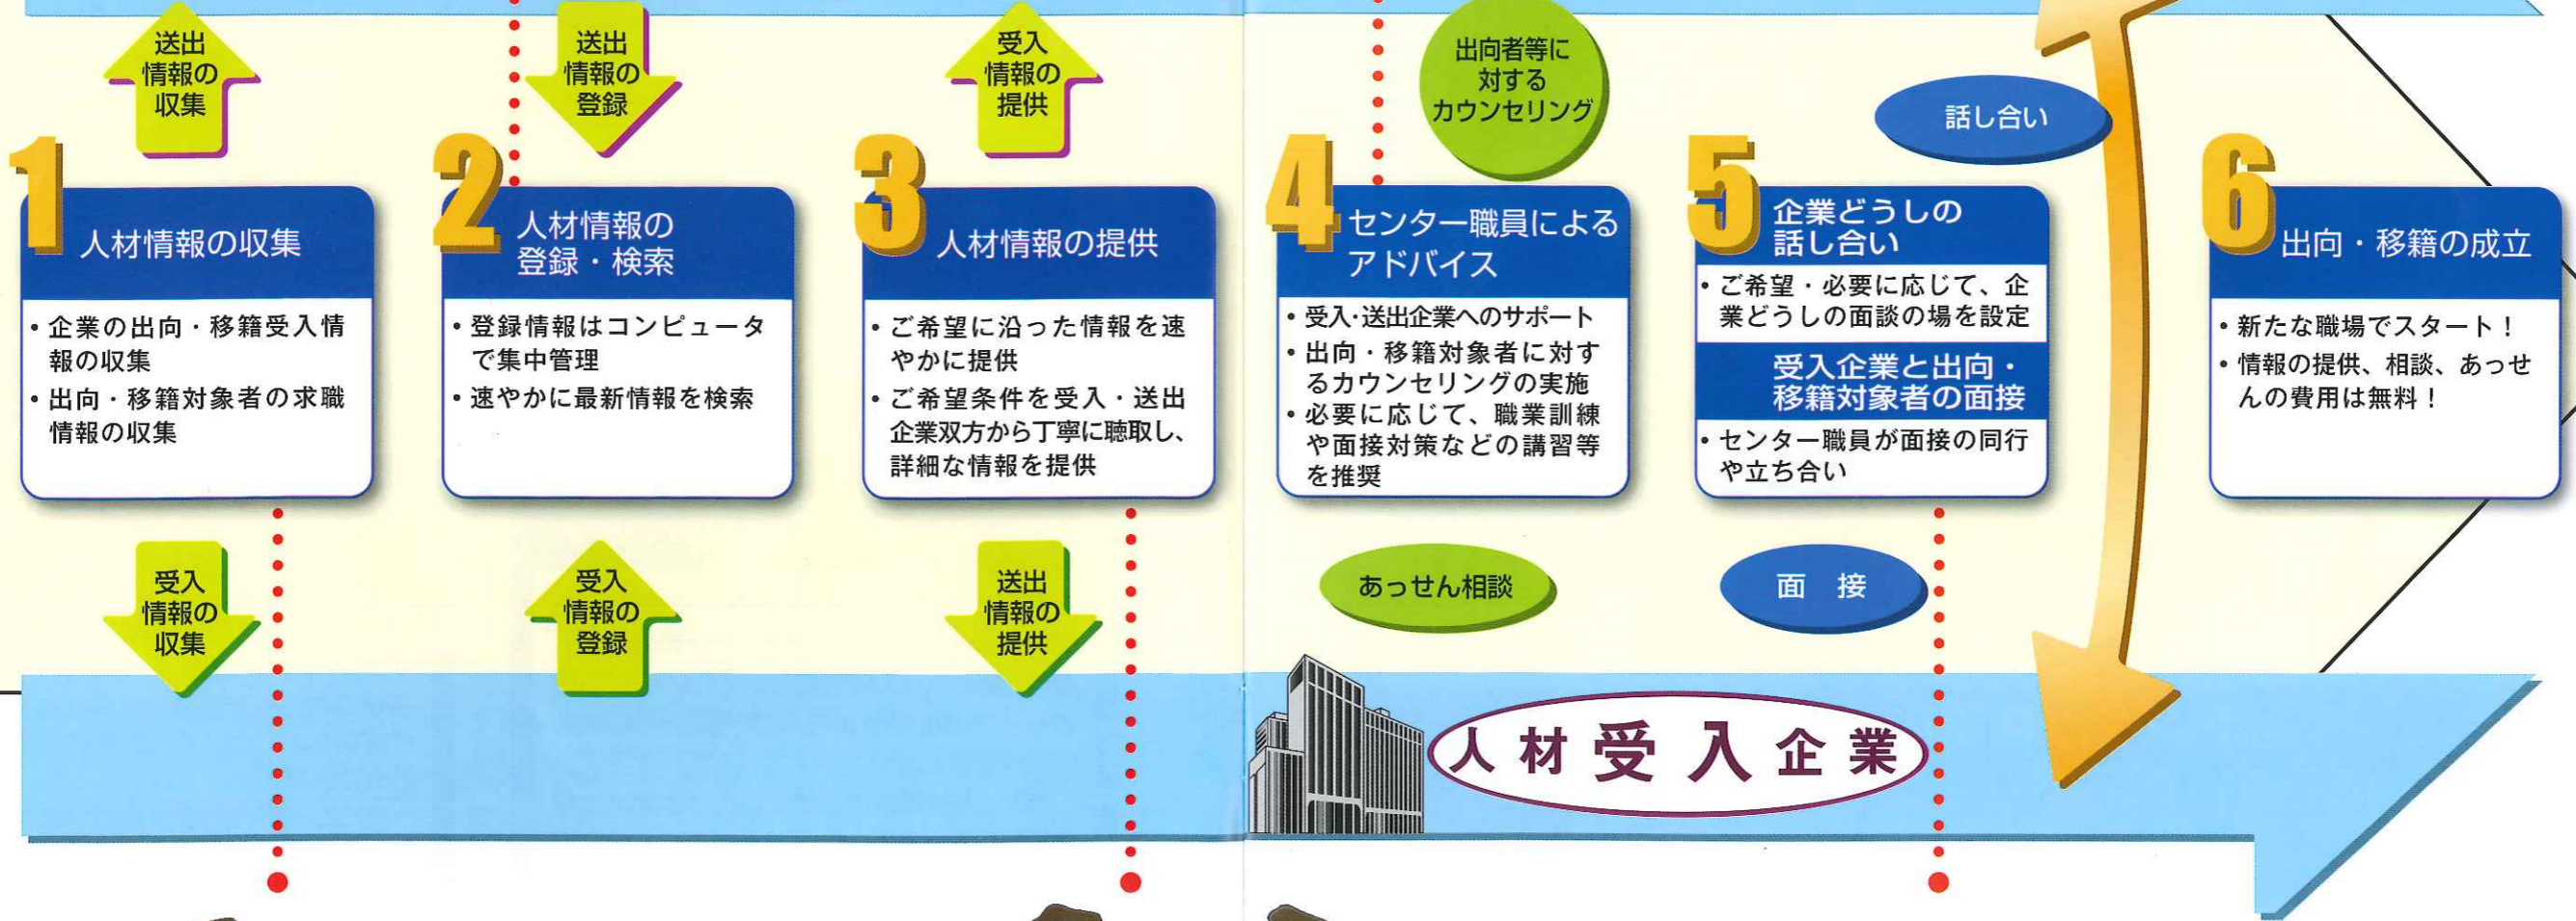 送出
情報の
収集
送出
情報の
登録
受入
情報の
提供
出向者等に
対する
カウンセリング
話し合い
1
人材情報の収集
・企業の出向・移籍受入情
報の収集
・出向・移籍対象者の求職
情報の収集
2
人材情報の
登録・検索
・登録情報はコンピュータ
で集中管理
・速やかに最新情報を検索
3
人材情報の提供
・ご希望に沿った情報を速
やかに提供
・ご希望条件を受入・送出
企業双方から丁寧に聴取し、
詳細な情報を提供
4
センター職員による
アドバイス
・受入・送出企業へのサポート
・出向・移籍対象者に対す
るカウンセリングの実施
・必要に応じて、職業訓練
や面接対策などの講習等
を推奨
5
企業どうしの
話し合い
・ご希望・必要に応じて、企
業どうしの面談の場を設定
受入企業と出向・
移籍対象者の面接
・センター職員が面接の同行
や立ち合い
6
出向・移籍の成立
・新たな職場でスタート！
・情報の提供、相談、あっせ
んの費用は無料！
受入
情報の
収集
受入
情報の
登録
送出
情報の
提供
あっせん相談
面 接
人材受入企業